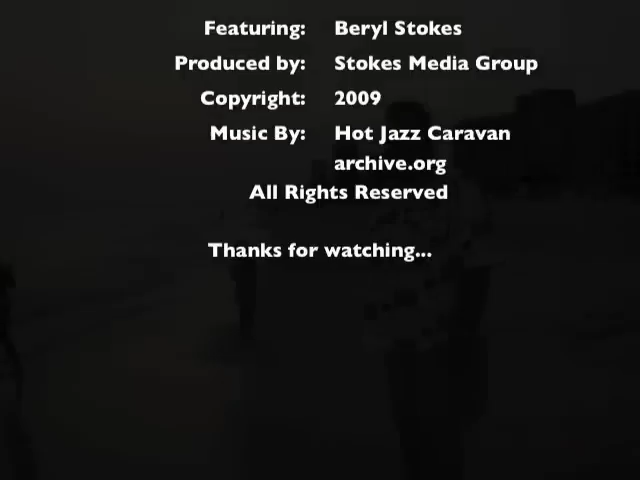 Featuring: Beryl Stokes
Produced by: Stokes Media Group
Copyright: 2009
Music By: Hot Jazz Caravan
archive.org
All Rights Reserved
Thanks for watching...